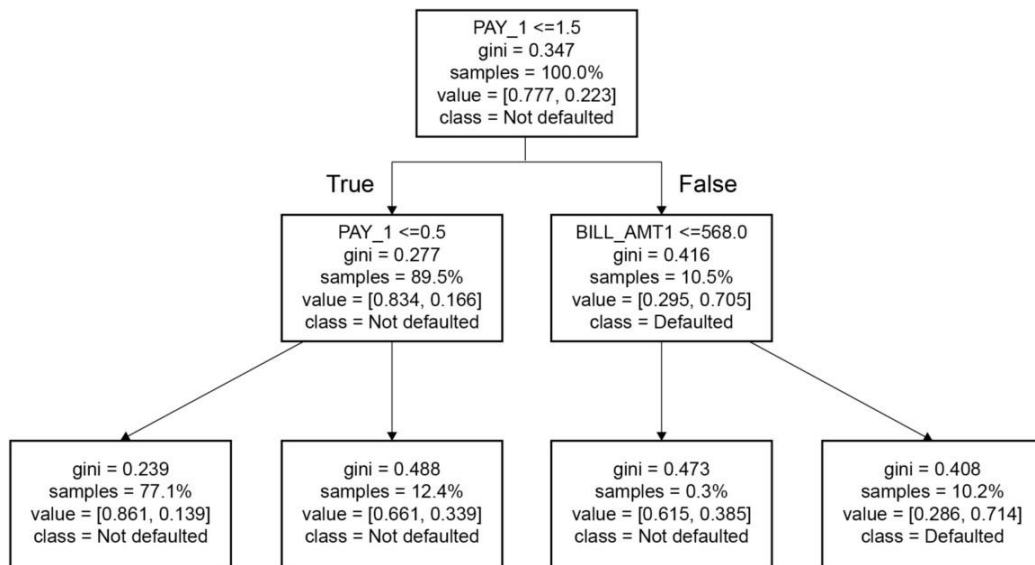 PAY_1 <=1.5
gini = 0.347
samples = 100.0%
value = [0.777, 0.223]
class = Not defaulted
True
False
PAY_1 <=0.5
gini = 0.277
samples = 89.5%
value = [0.834, 0.166]
class = Not defaulted
BILL_AMT1 <=568.0
gini = 0.416
samples = 10.5%
value = [0.295, 0.705]
class = Defaulted
gini = 0.239
samples = 77.1%
value = [0.861, 0.139]
class = Not defaulted
gini = 0.488
samples = 12.4%
value = [0.661, 0.339]
class = Not defaulted
gini = 0.473
samples = 0.3%
value = [0.615, 0.385]
class = Not defaulted
gini = 0.408
samples = 10.2%
value = [0.286, 0.714]
class = Defaulted